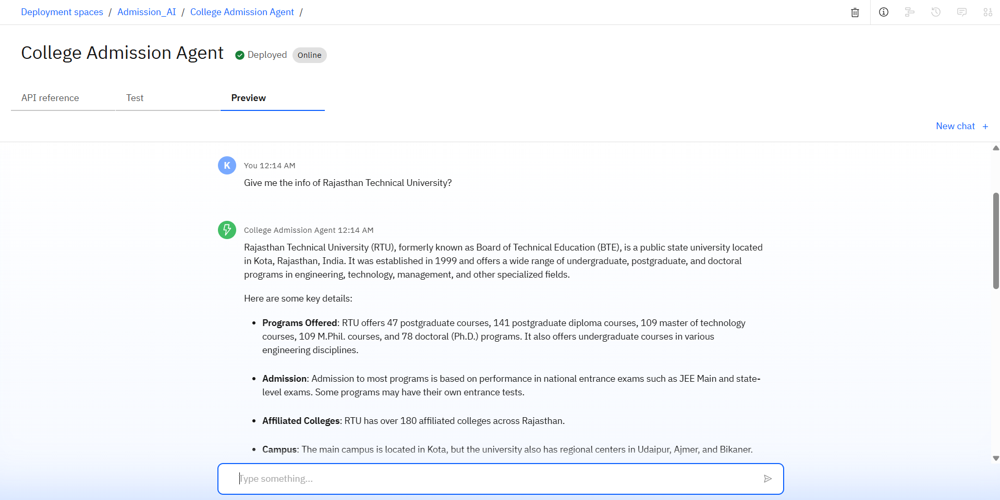 Deployment spaces / Admission_AI / College Admission Agent /
College Admission Agent Deployed Online
API reference Test Preview
New chat +
K You 12:14 AM
Give me the info of Rajasthan Technical University?
College Admission Agent 12:14 AM
Rajasthan Technical University (RTU), formerly known as Board of Technical Education (BTE), is a public state university located
in Kota, Rajasthan, India. It was established in 1999 and offers a wide range of undergraduate, postgraduate, and doctoral
programs in engineering, technology, management, and other specialized fields.
Here are some key details:
• Programs Offered: RTU offers 47 postgraduate courses, 141 postgraduate diploma courses, 109 master of technology
courses, 109 M.Phil. courses, and 78 doctoral (Ph.D.) programs. It also offers undergraduate courses in various
engineering disciplines.
• Admission: Admission to most programs is based on performance in national entrance exams such as JEE Main and state-
level exams. Some programs may have their own entrance tests.
• Affiliated Colleges: RTU has over 180 affiliated colleges across Rajasthan.
• Campus: The main campus is located in Kota, but the university also has regional centers in Udaipur, Ajmer, and Bikaner.
Type something...